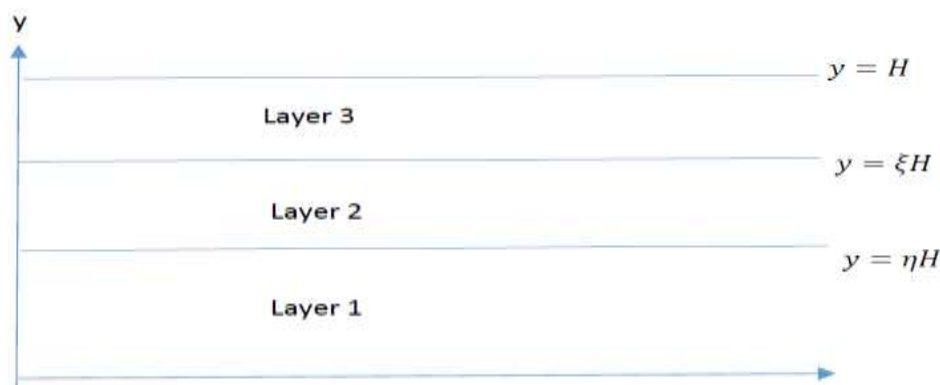 y
y = H
Layer 3
y = ξH
Layer 2
y = ηH
Layer 1